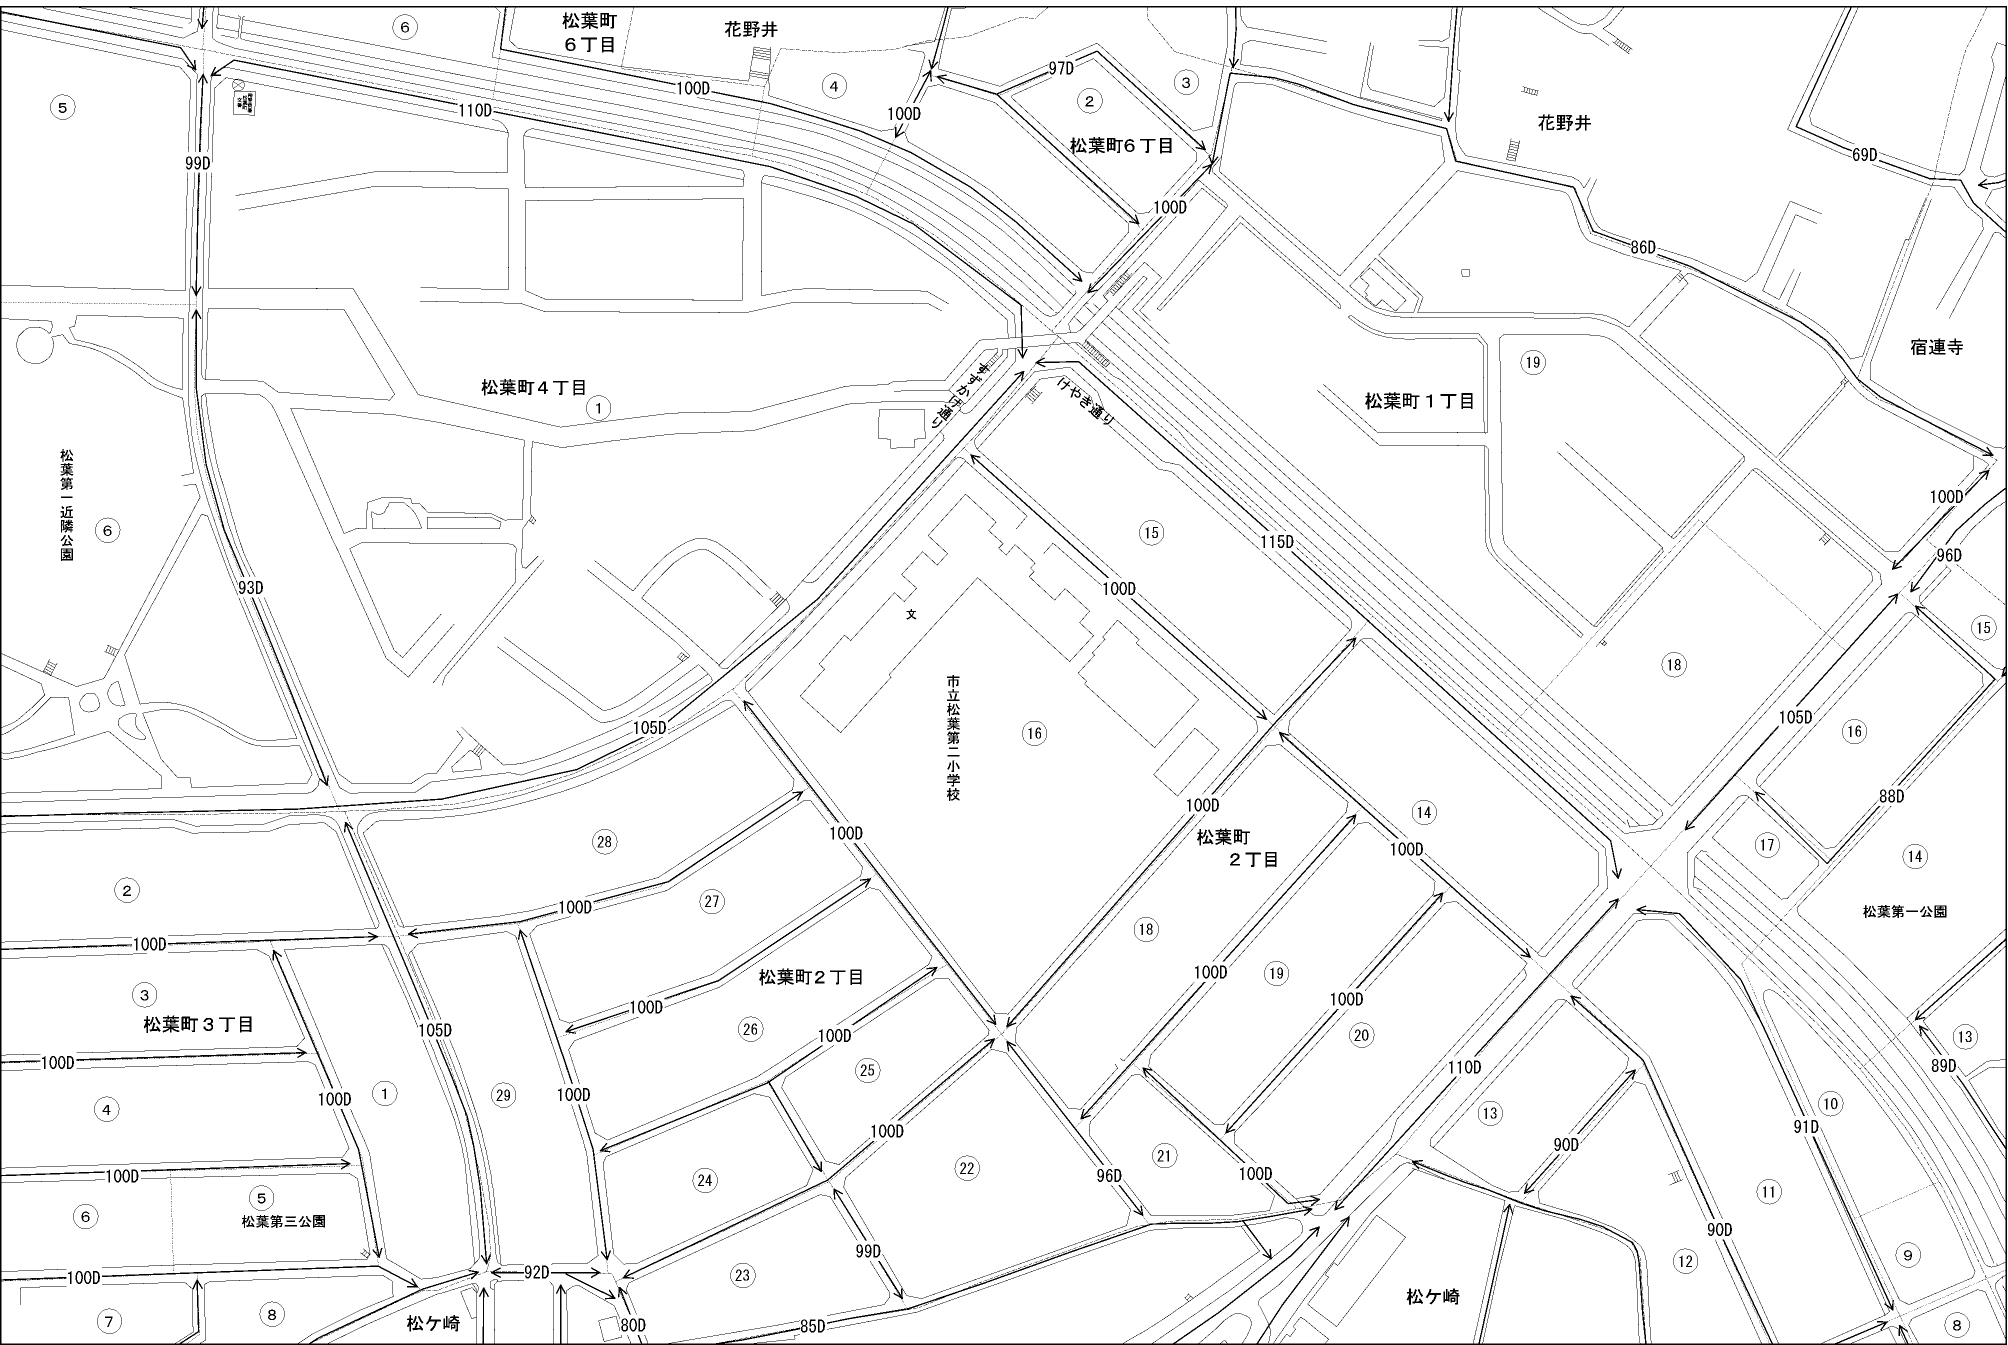 ⑥
松葉町
６丁目
花野井
④
100D
110D
⑤
99D
100D
97D
②
③
松葉町６丁目
100D
花野井
69D
86D
宿連寺
⑲
松葉町１丁目
松葉町４丁目
①
すずかけ通り
けやき通り
松葉第一近隣公園
⑥
93D
⑮
115D
100D
100D
96D
文
⑮
⑱
市立松葉第二小学校
⑯
105D
105D
⑯
88D
100D
⑭
松葉町
２丁目
100D
100D
㉘
⑰
⑭
②
㉗
100D
松葉第一公園
100D
⑱
松葉町２丁目
⑲
100D
③
100D
100D
松葉町３丁目
105D
㉖
100D
⑳
⑬
100D
㉕
110D
89D
①
100D
㉙
100D
④
⑬
⑩
91D
100D
90D
㉑
100D
㉒
96D
100D
㉔
⑪
⑤
⑥
松葉第三公園
90D
99D
⑨
⑫
100D
92D
㉓
松ケ崎
⑦
⑧
松ケ崎
80D
85D
⑧